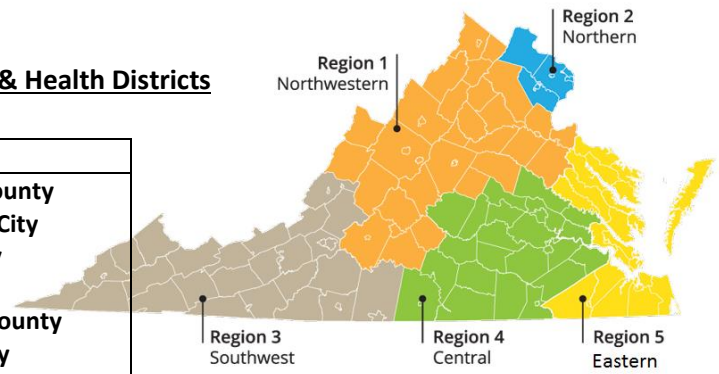 & Health Districts
Region 1
Northwestern
Region 2
Northern
ounty
City
ounty
Region 3
Southwest
Region 4
Central
Region 5
Eastern